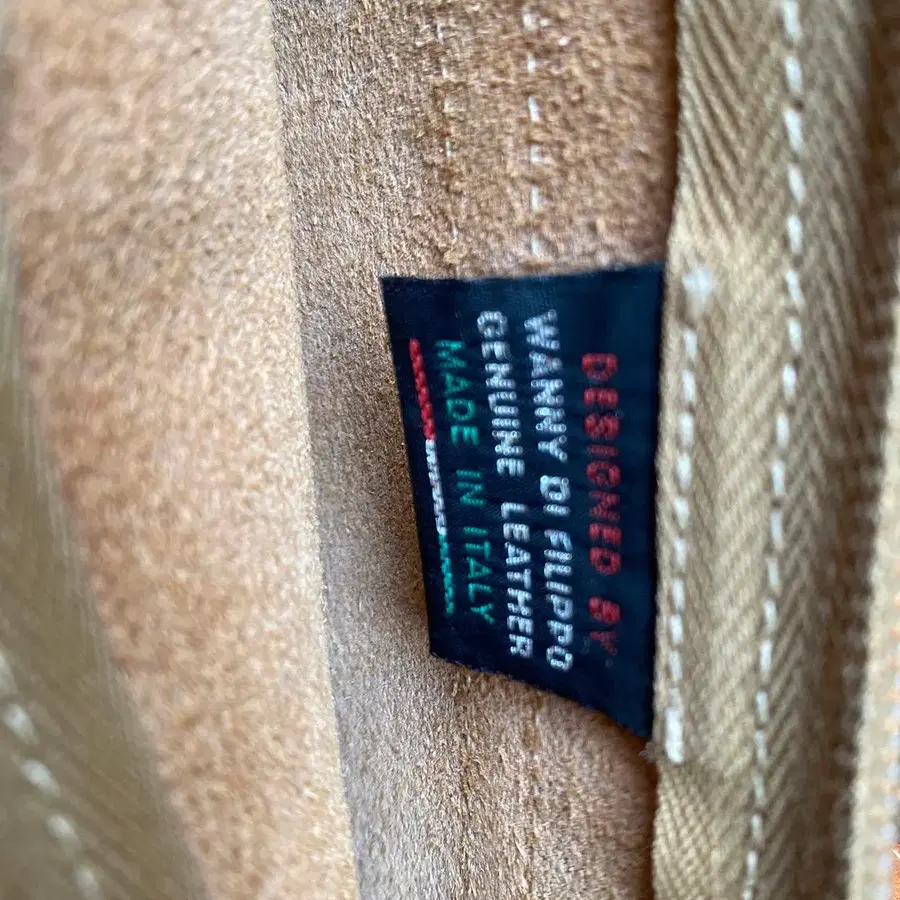 DESIGNED BY
WANNY DI FILIPPO
GENUINE LEATHER
MADE IN ITALY